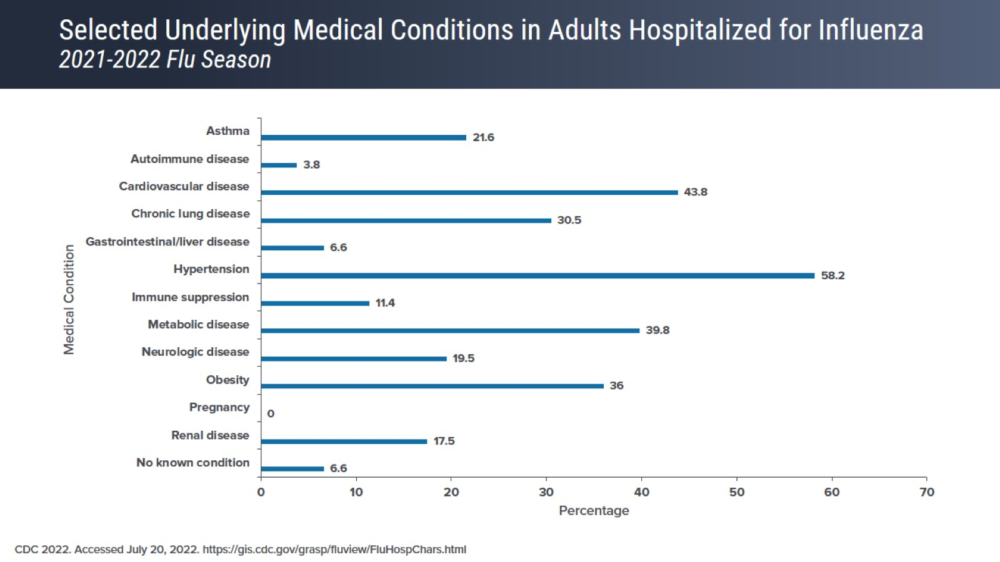 Selected Underlying Medical Conditions in Adults Hospitalized for Influenza
2021-2022 Flu Season
Medical Condition
Asthma 21.6
Autoimmune disease 3.8
Cardiovascular disease 43.8
Chronic lung disease 30.5
Gastrointestinal/liver disease 6.6
Hypertension 58.2
Immune suppression 11.4
Metabolic disease 39.8
Neurologic disease 19.5
Obesity 36
Pregnancy 0
Renal disease 17.5
No known condition 6.6
0 10 20 30 40 50 60 70
Percentage
CDC 2022. Accessed July 20, 2022. https://gis.cdc.gov/grasp/fluview/FluHospChars.html